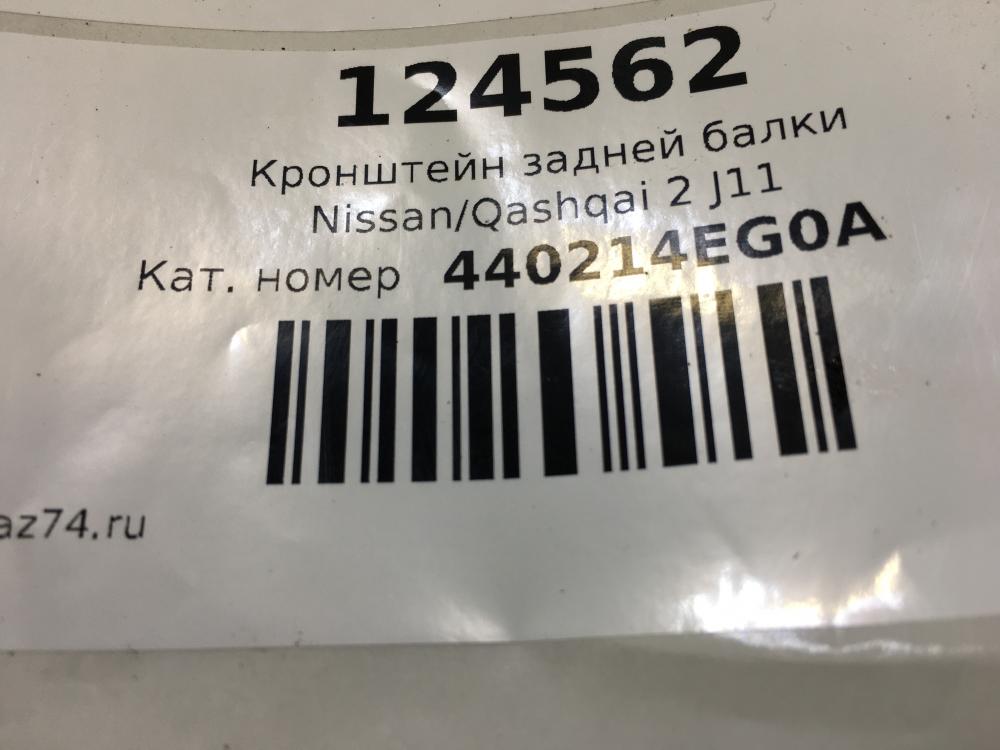 124562
Кронштейн задней балки
Nissan/Qashqai 2 J11
Кат. номер 440214EG0A
az74.ru